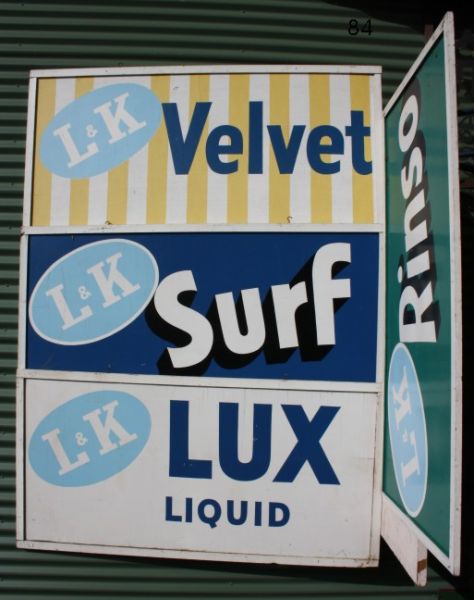 84
L&K Velvet
L&K Surf
L&K LUX
LIQUID
L&K Rinso